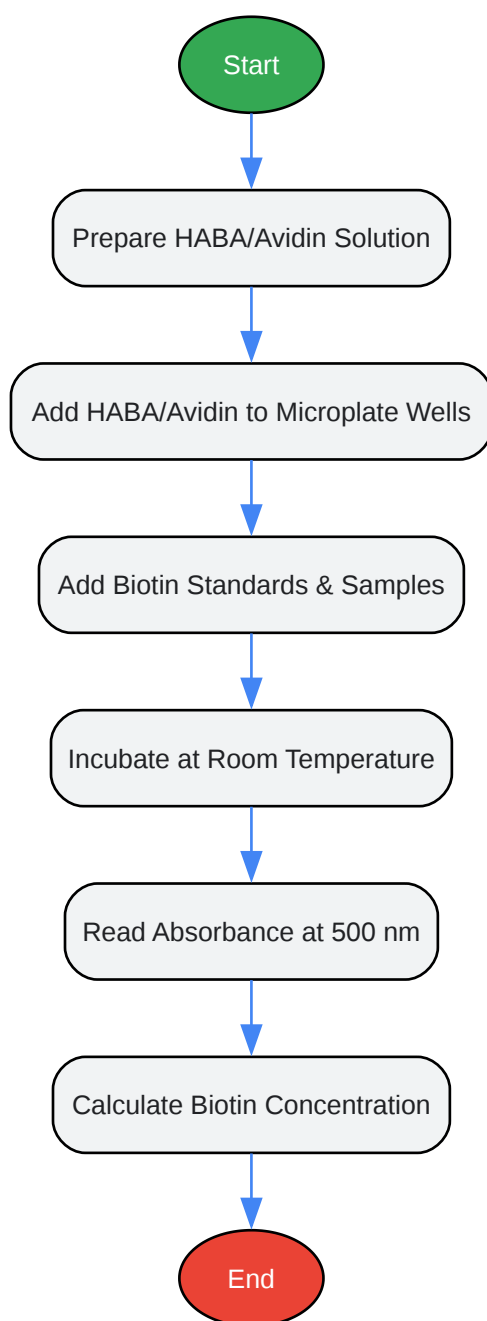 Start
Prepare HABA/Avidin Solution
Add HABA/Avidin to Microplate Wells
Add Biotin Standards & Samples
Incubate at Room Temperature
Read Absorbance at 500 nm
Calculate Biotin Concentration
End